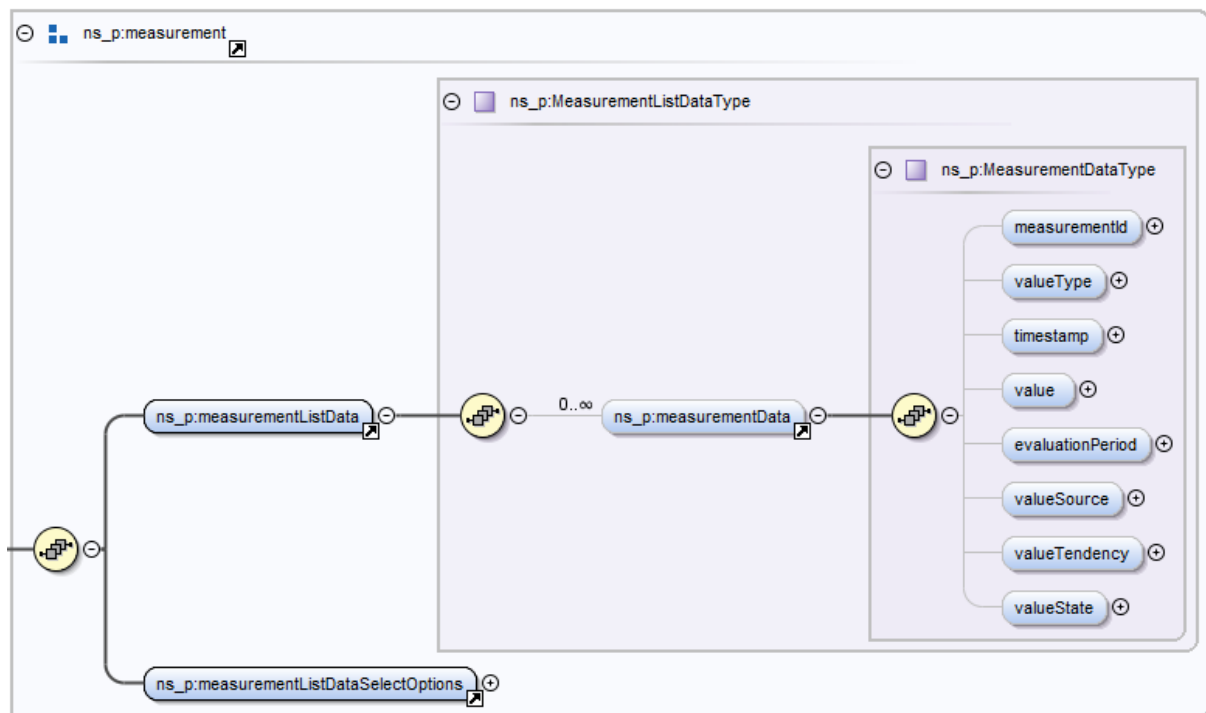 ns_p:measurement
ns_p:MeasurementListDataType
ns_p:MeasurementDataType
measurementId
valueType
timestamp
value
ns_p:measurementListData
0..∞
ns_p:measurementData
evaluationPeriod
valueSource
valueTendency
valueState
ns_p:measurementListDataSelectOptions